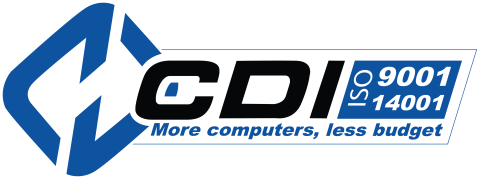 CDI
ISO 9001
14001
More computers, less budget